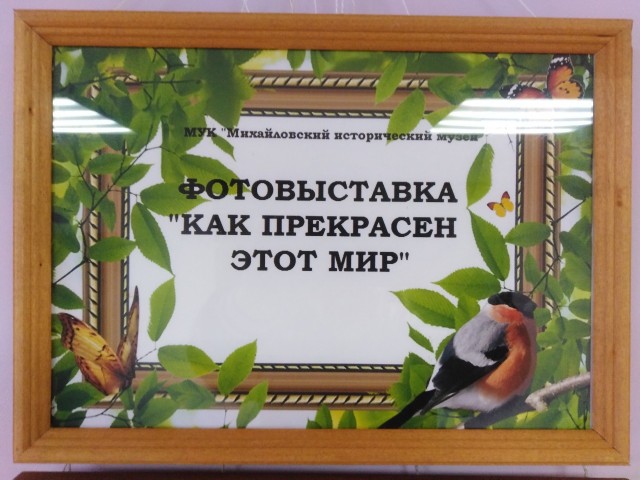 МУК "Михайловский исторический музей"
ФОТОВЫСТАВКА
"КАК ПРЕКРАСЕН
ЭТОТ МИР"